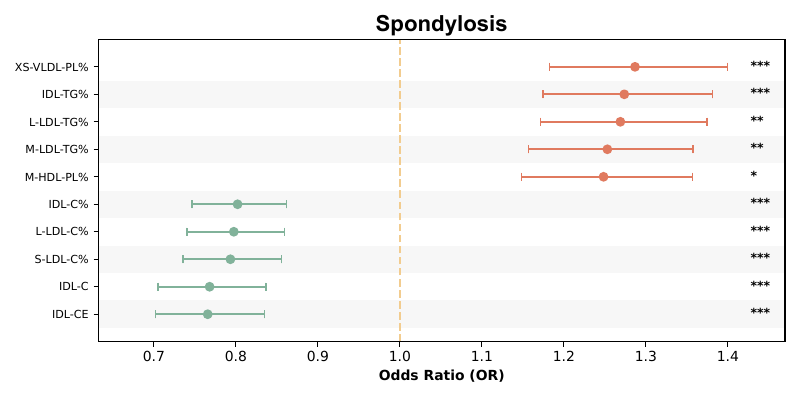 Spondylosis
XS-VLDL-PL% ***
IDL-TG% ***
L-LDL-TG% **
M-LDL-TG% **
M-HDL-PL% *
IDL-C% ***
L-LDL-C% ***
S-LDL-C% ***
IDL-C ***
IDL-CE ***
0.7 0.8 0.9 1.0 1.1 1.2 1.3 1.4
Odds Ratio (OR)